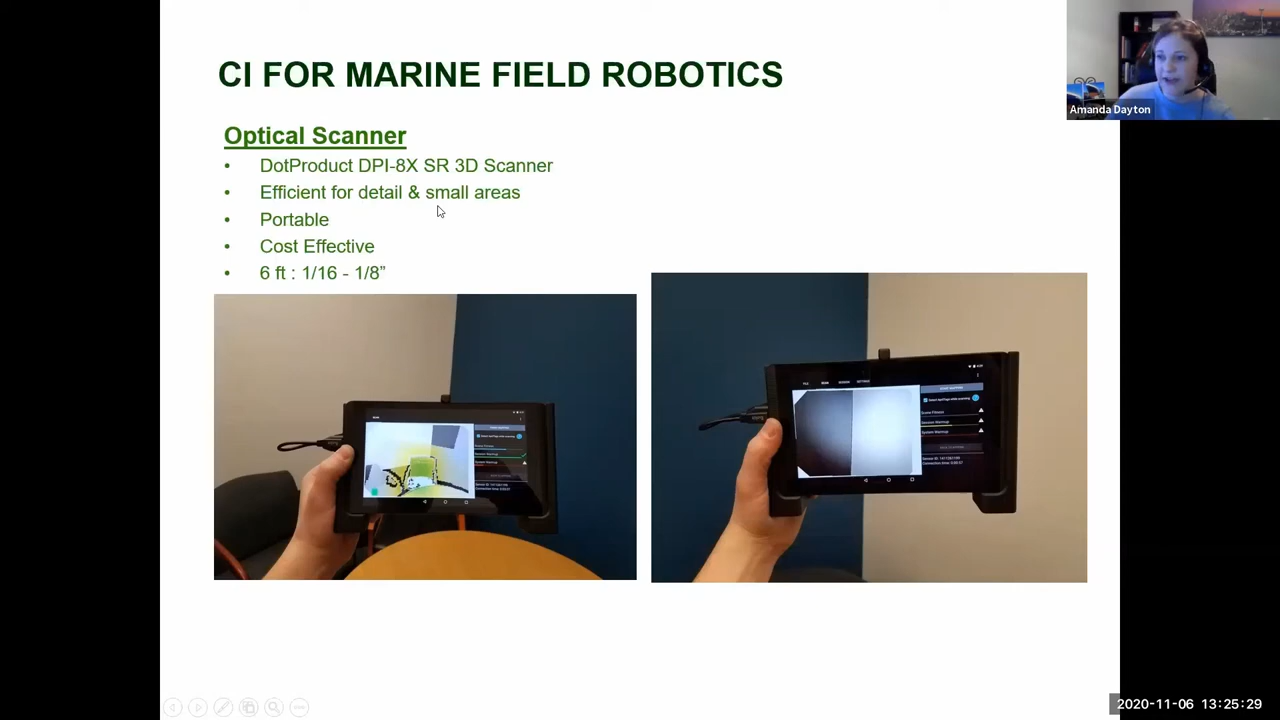 CI FOR MARINE FIELD ROBOTICS
Amanda Dayton
Optical Scanner
• DotProduct DPI-8X SR 3D Scanner
• Efficient for detail & small areas
• Portable
• Cost Effective
• 6 ft : 1/16 - 1/8”
2020-11-06 13:25:29